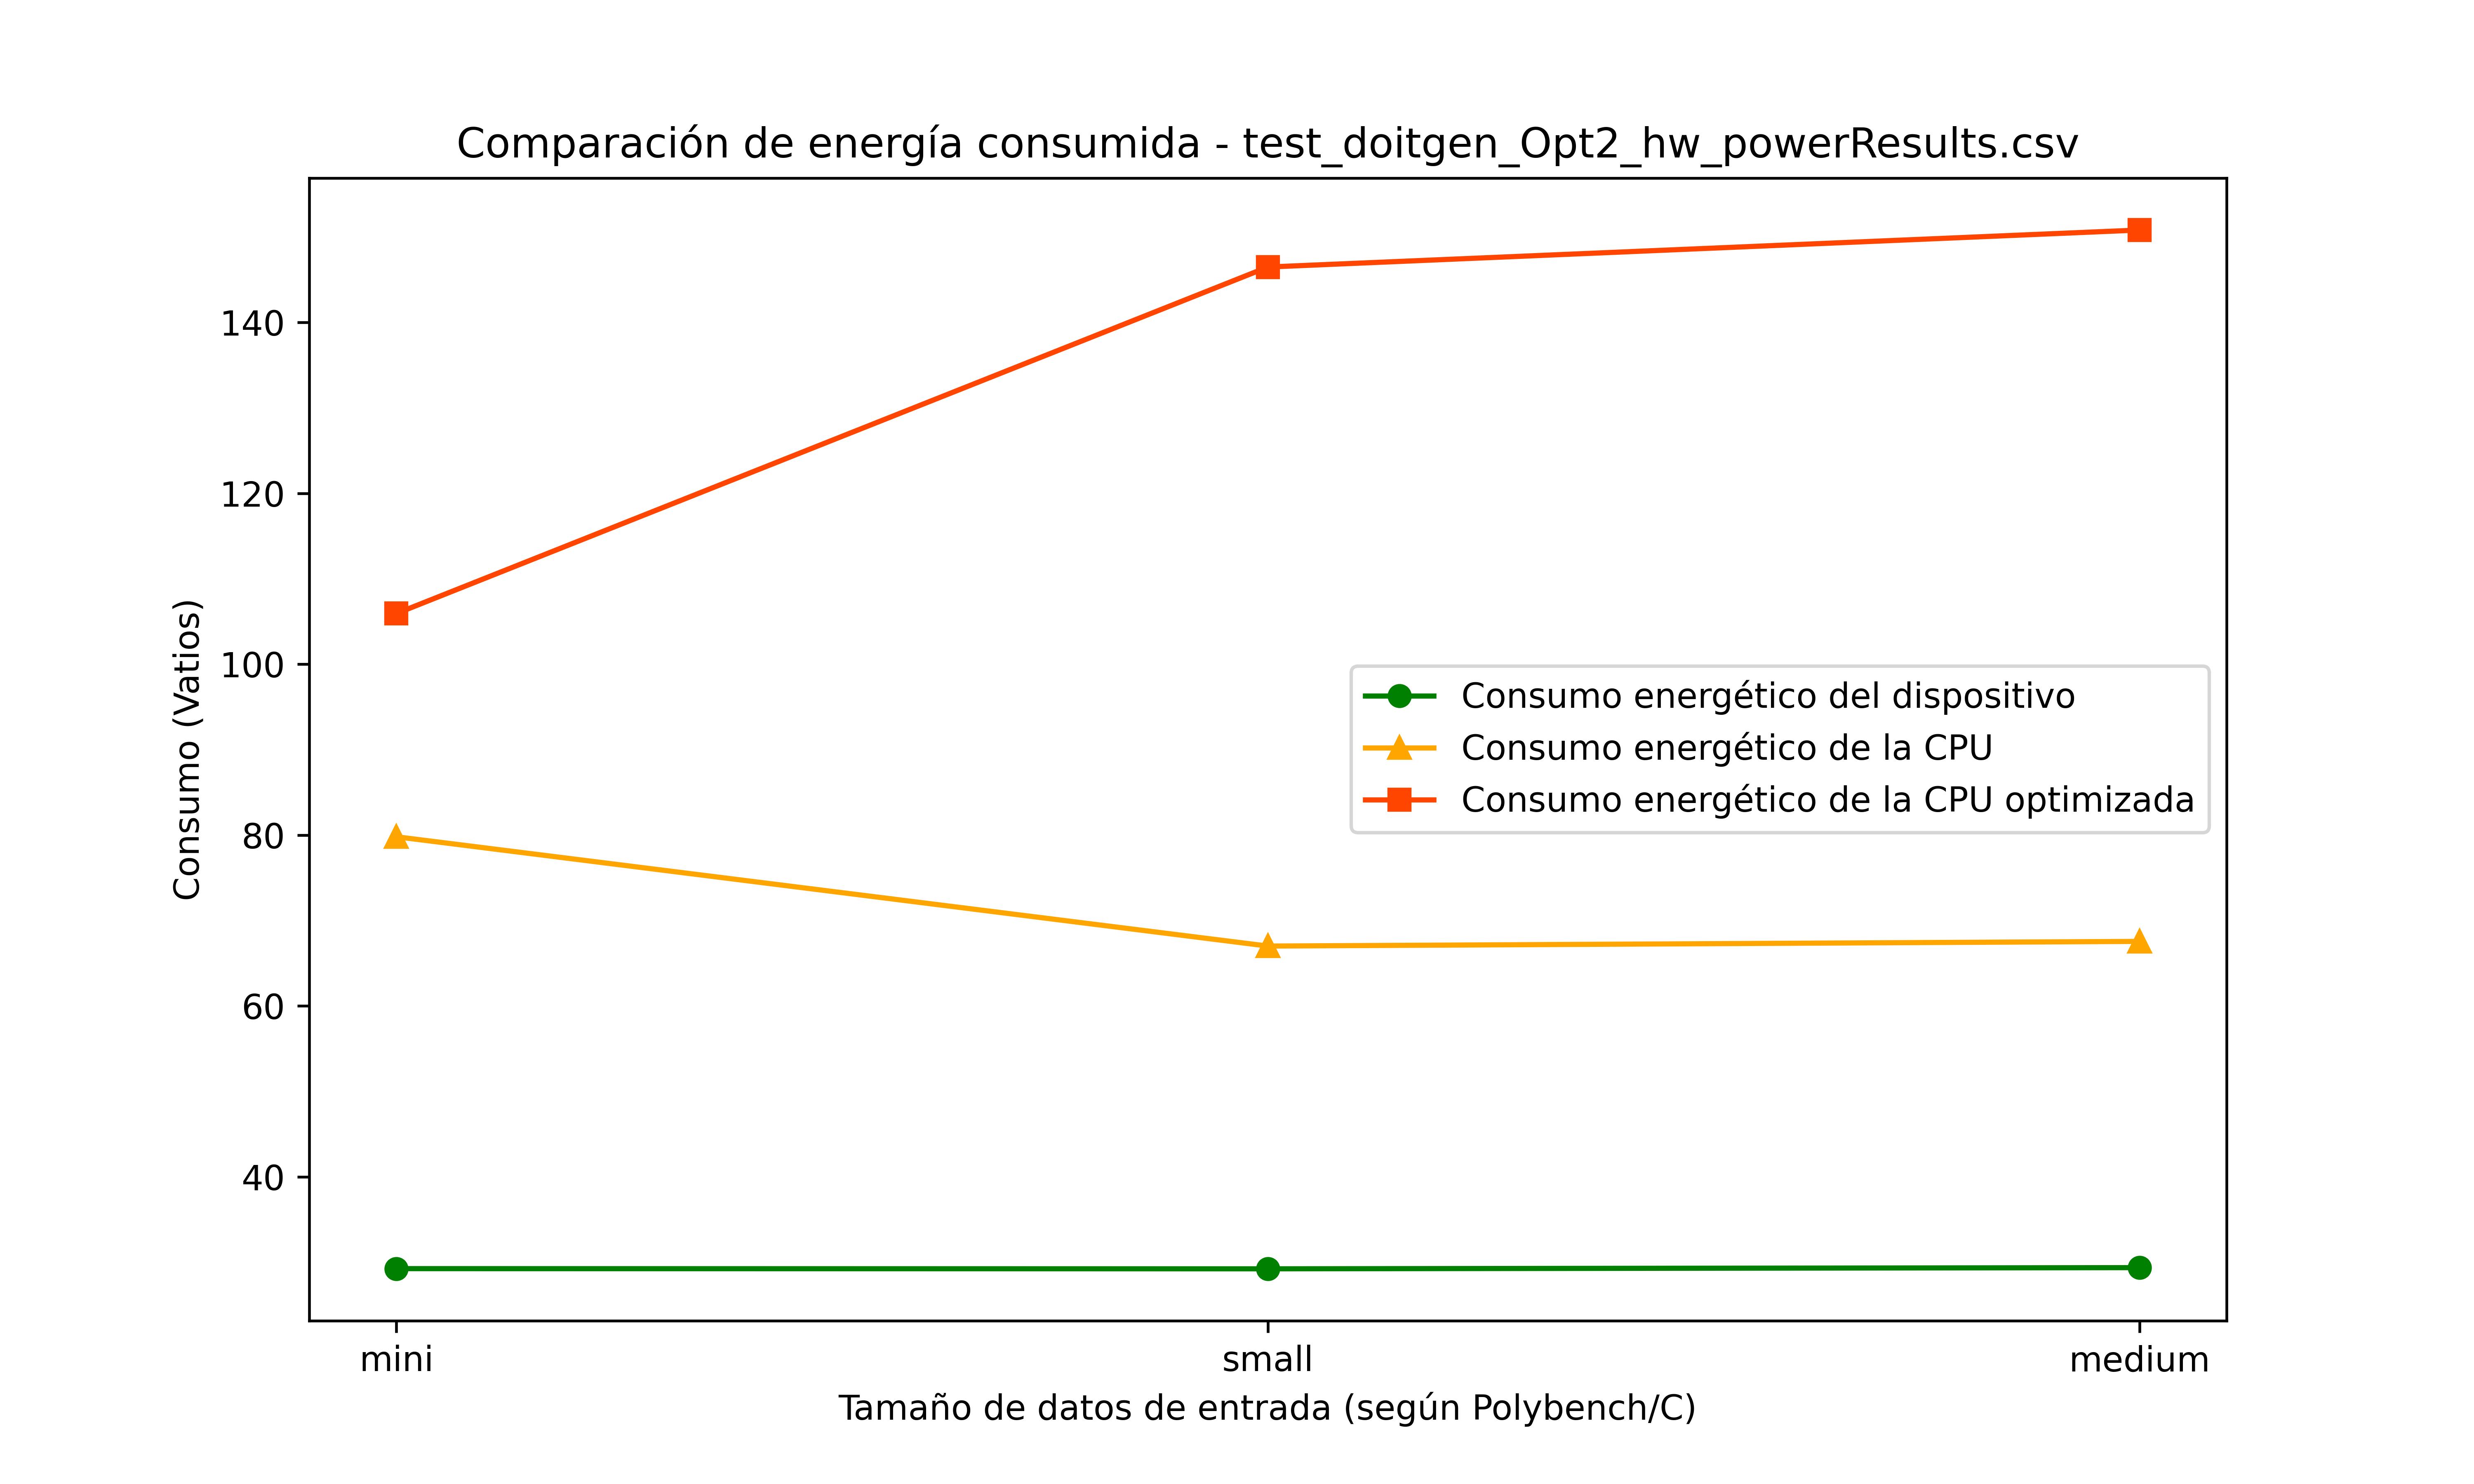 Comparación de energía consumida - test_doitgen_Opt2_hw_powerResults.csv
Consumo (Vatios)
140
120
100
80
60
40
Consumo energético del dispositivo
Consumo energético de la CPU
Consumo energético de la CPU optimizada
mini small medium
Tamaño de datos de entrada (según Polybench/C)